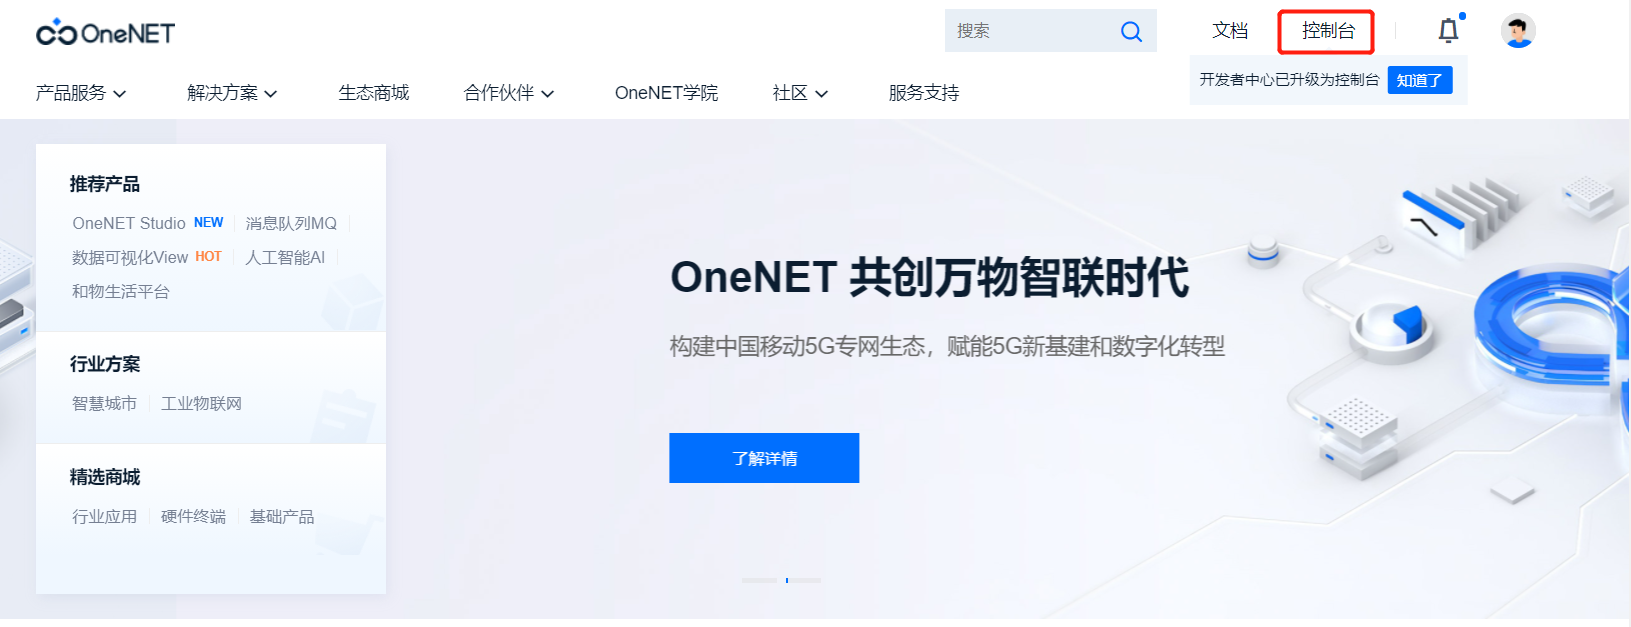 OneNET
搜索
文档
控制台
开发者中心已升级为控制台 知道了
产品服务 解决方案 生态商城 合作伙伴 OneNET学院 社区 服务支持
推荐产品
OneNET Studio NEW 消息队列MQ
数据可视化View HOT 人工智能AI
和物生活平台
行业方案
智慧城市 工业物联网
精选商城
行业应用 硬件终端 基础产品
OneNET 共创万物智联时代
构建中国移动5G专网生态，赋能5G新基建和数字化转型
了解详情